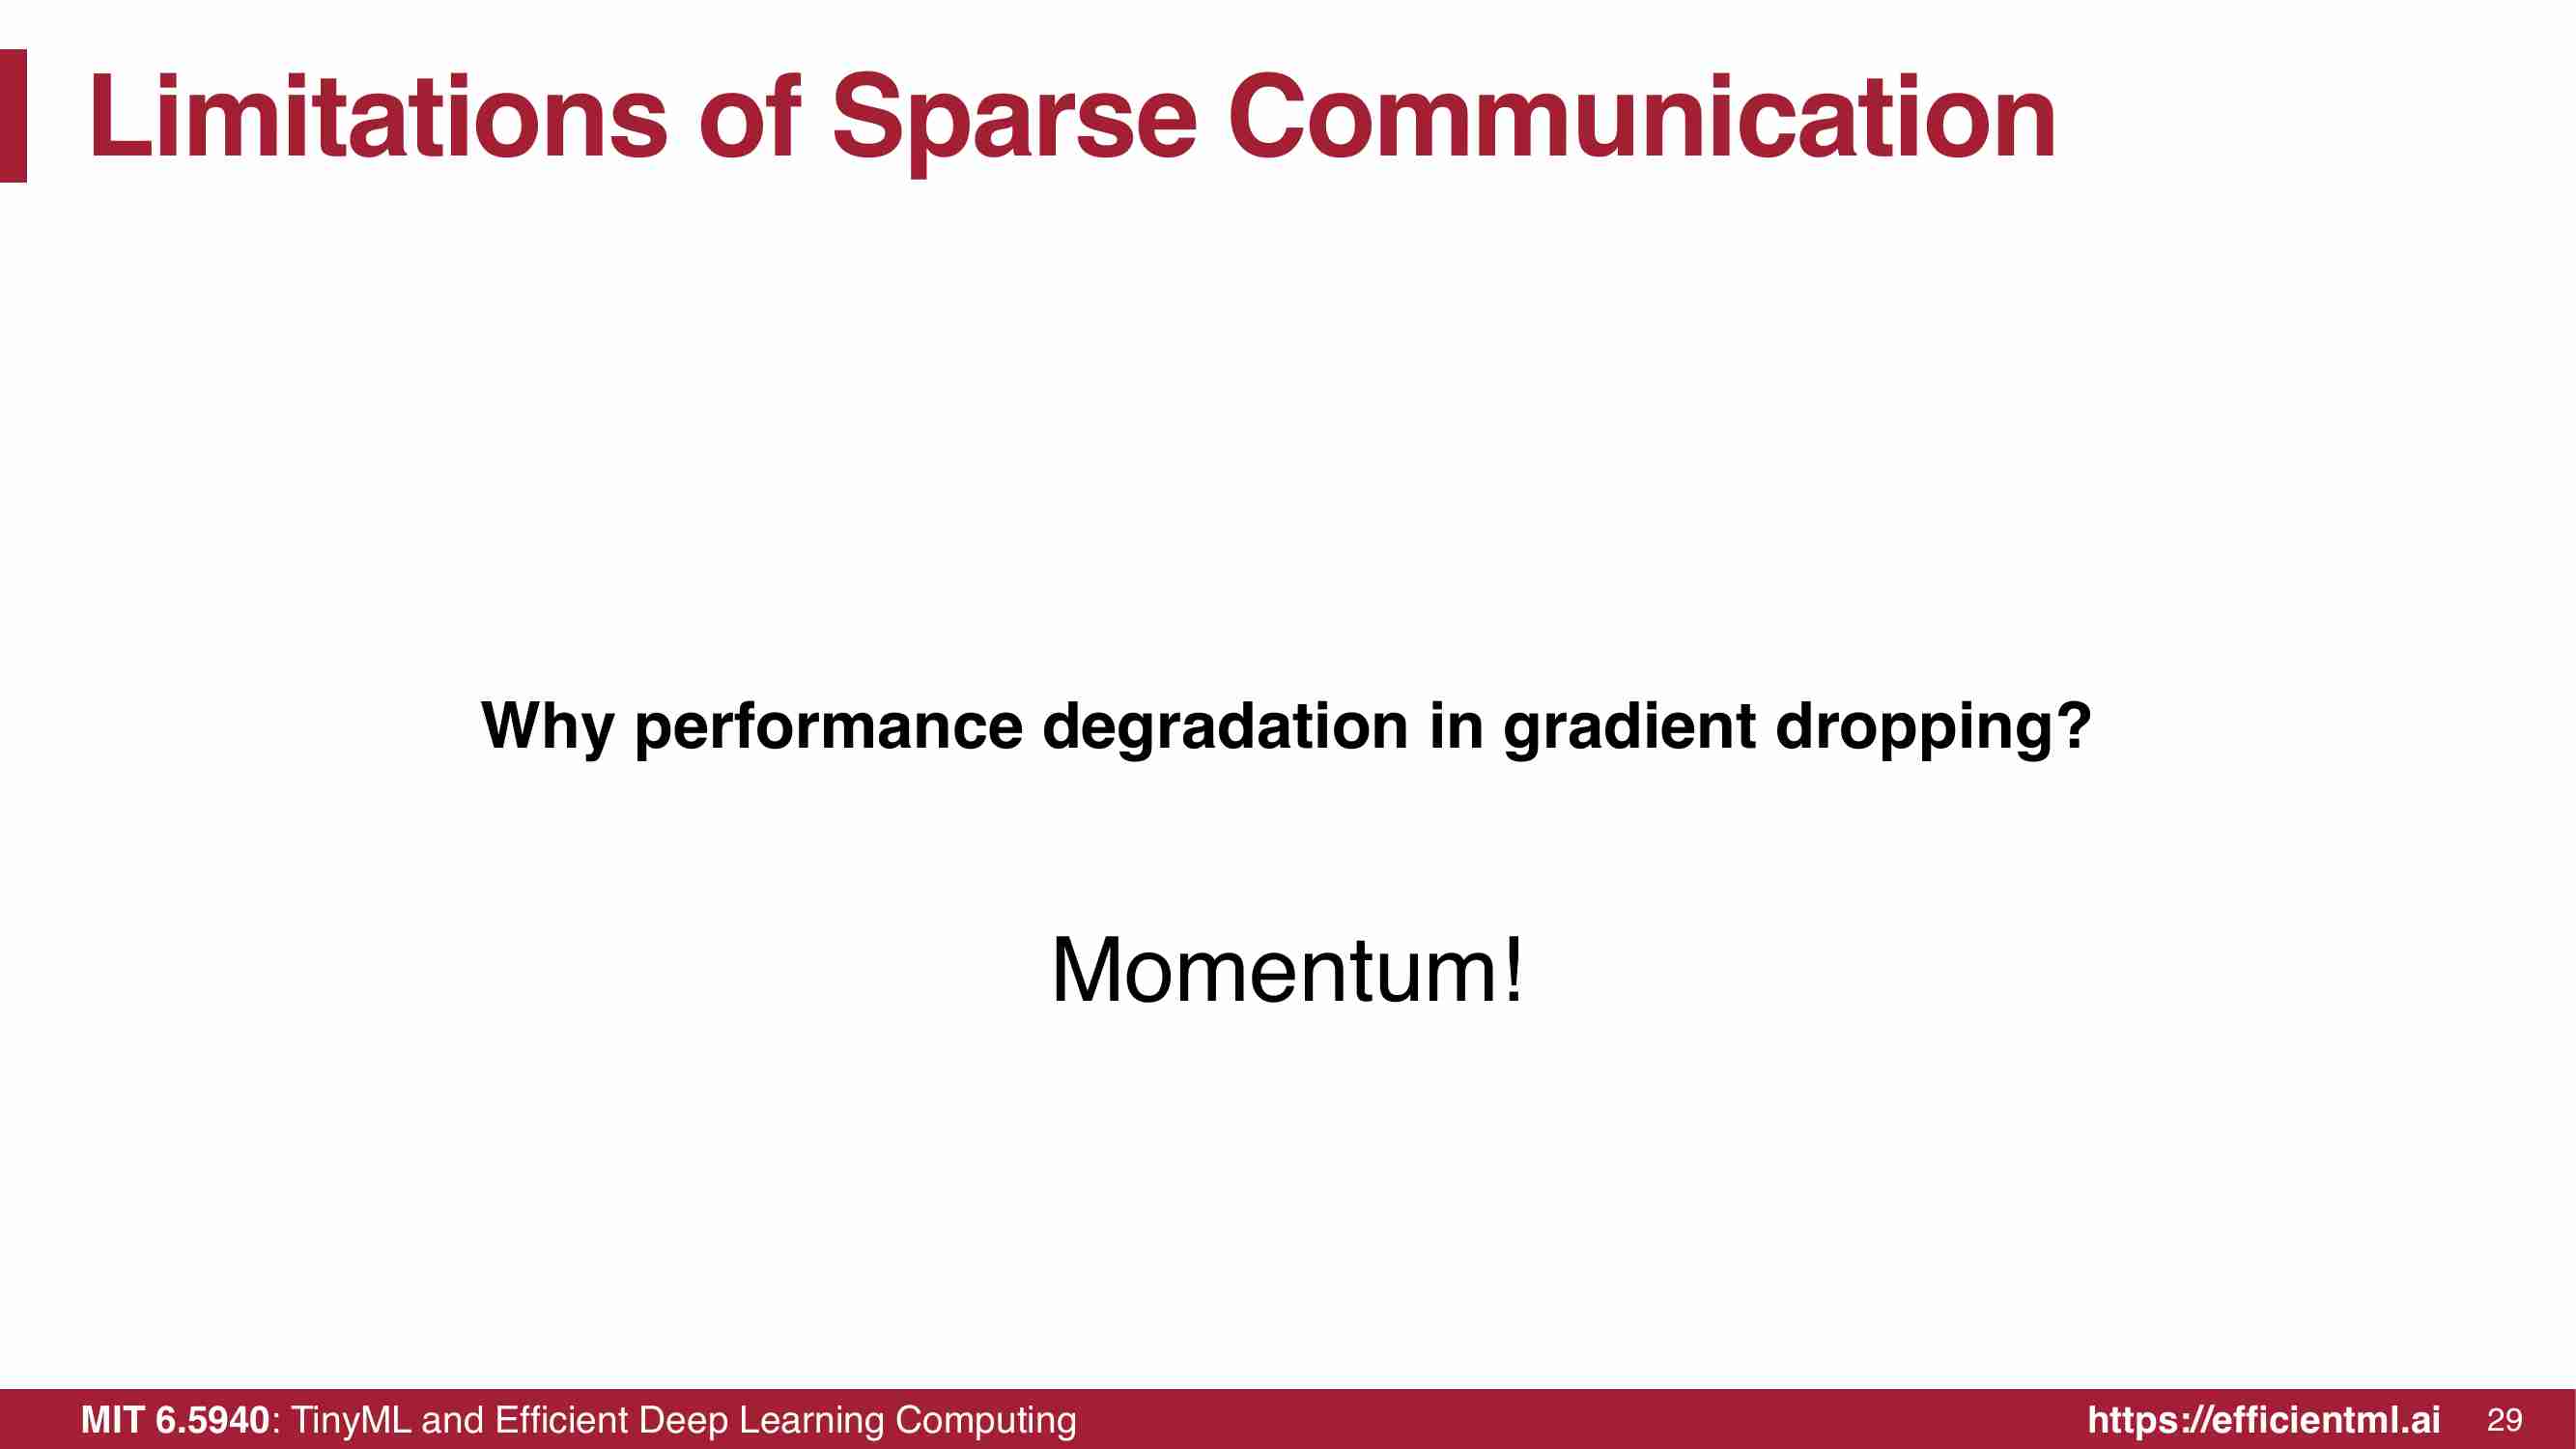 Limitations of Sparse Communication
Why performance degradation in gradient dropping?
Momentum!
MIT 6.5940: TinyML and Efficient Deep Learning Computing
https://efficientml.ai 29